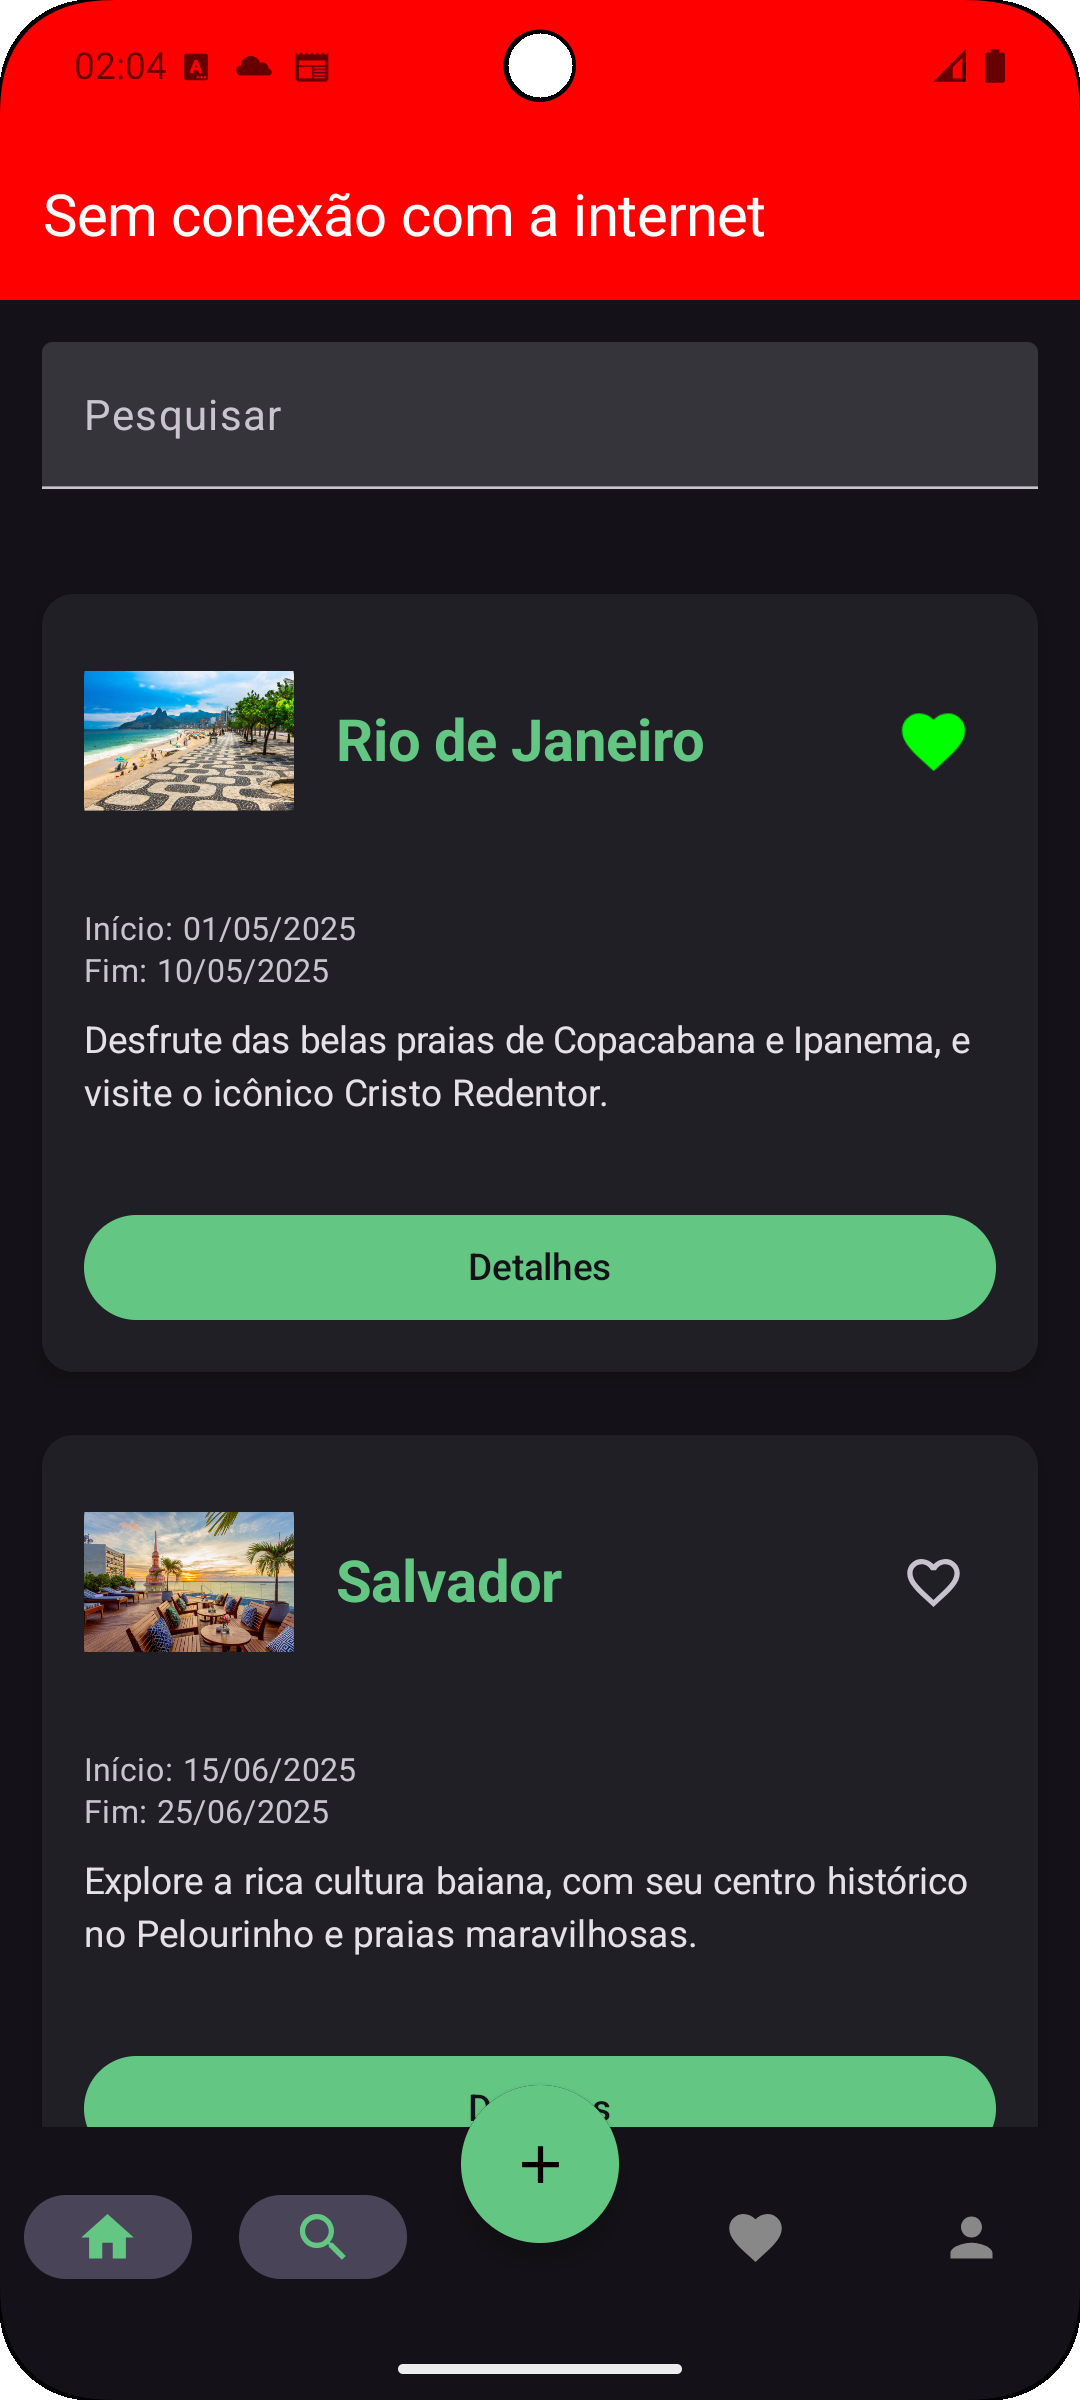 02:04
Sem conexão com a internet
Pesquisar
Rio de Janeiro
Início: 01/05/2025
Fim: 10/05/2025
Desfrute das belas praias de Copacabana e Ipanema, e
visite o icônico Cristo Redentor.
Detalhes
Salvador
Início: 15/06/2025
Fim: 25/06/2025
Explore a rica cultura baiana, com seu centro histórico
no Pelourinho e praias maravilhosas.